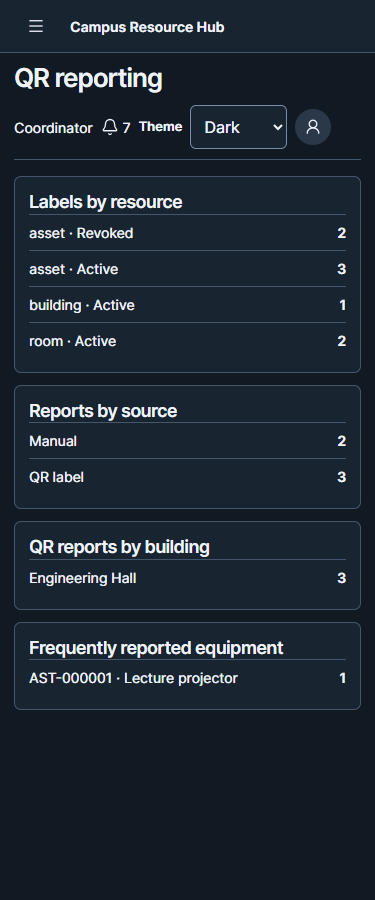 Campus Resource Hub
QR reporting
Coordinator 7 Theme Dark
Labels by resource
asset · Revoked 2
asset · Active 3
building · Active 1
room · Active 2
Reports by source
Manual 2
QR label 3
QR reports by building
Engineering Hall 3
Frequently reported equipment
AST-000001 · Lecture projector 1